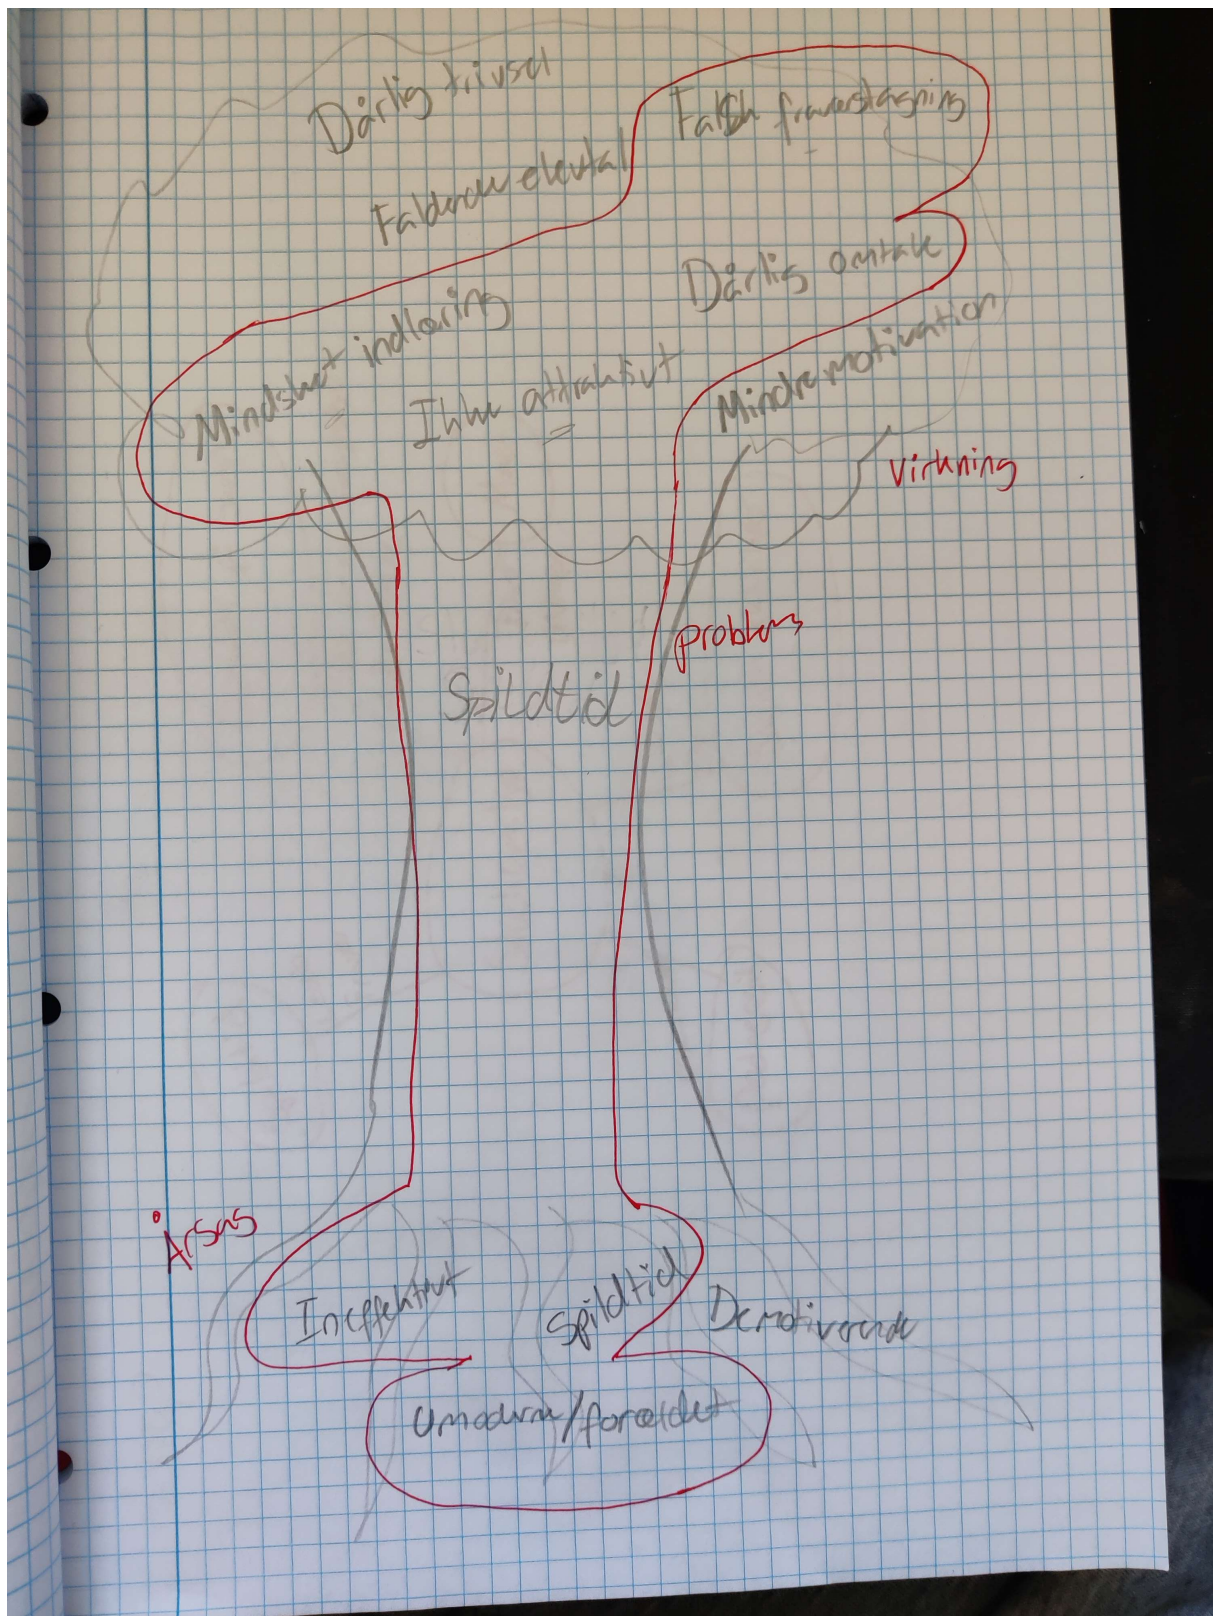 Dårlig trivsel
Falsk fraværstagning
Faldende elevtal
Dårlig omtale
Mindsket indlæring
Ikke attraktivt
Mindre motivation
Virkning
problem
Spildtid
Årsag
Ineffektivt
Spildtid
Demotiverende
Umoderne/forældet